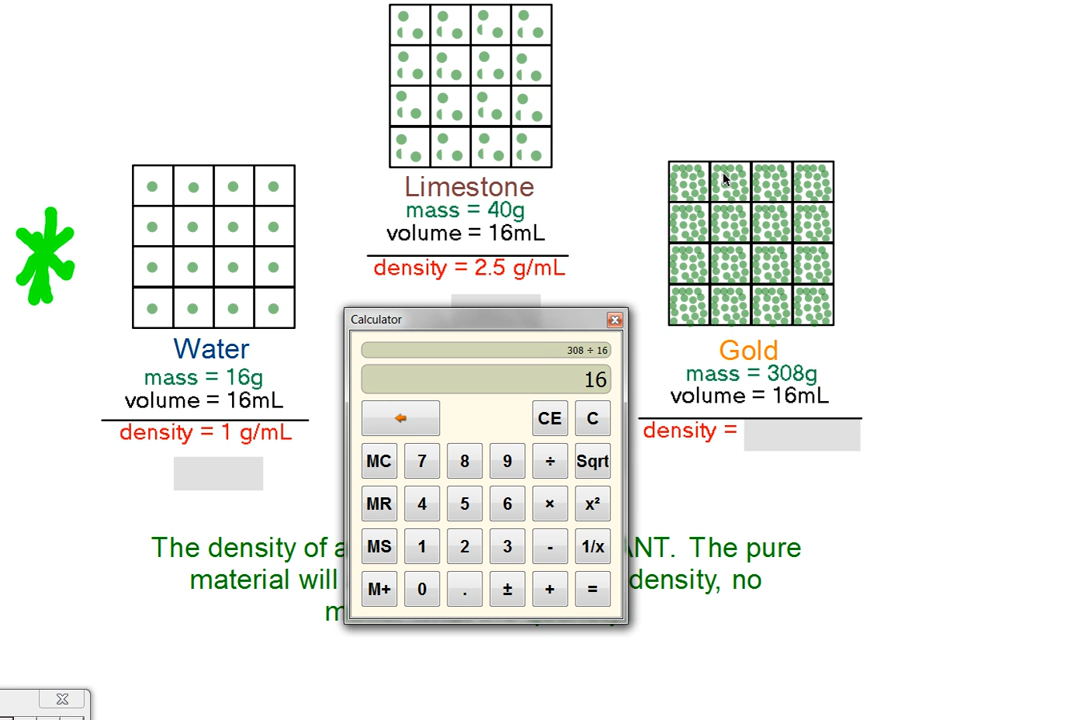 Limestone
mass = 40g
volume = 16mL
density = 2.5 g/mL
Water
mass = 16g
volume = 16mL
density = 1 g/mL
Gold
mass = 308g
volume = 16mL
density =
Calculator
308 ÷ 16
16
CE C
MC 7 8 9 ÷ Sqrt
MR 4 5 6 × x²
MS 1 2 3 - 1/x
M+ 0 . ± + =
The density of a NT. The pure
material will density, no